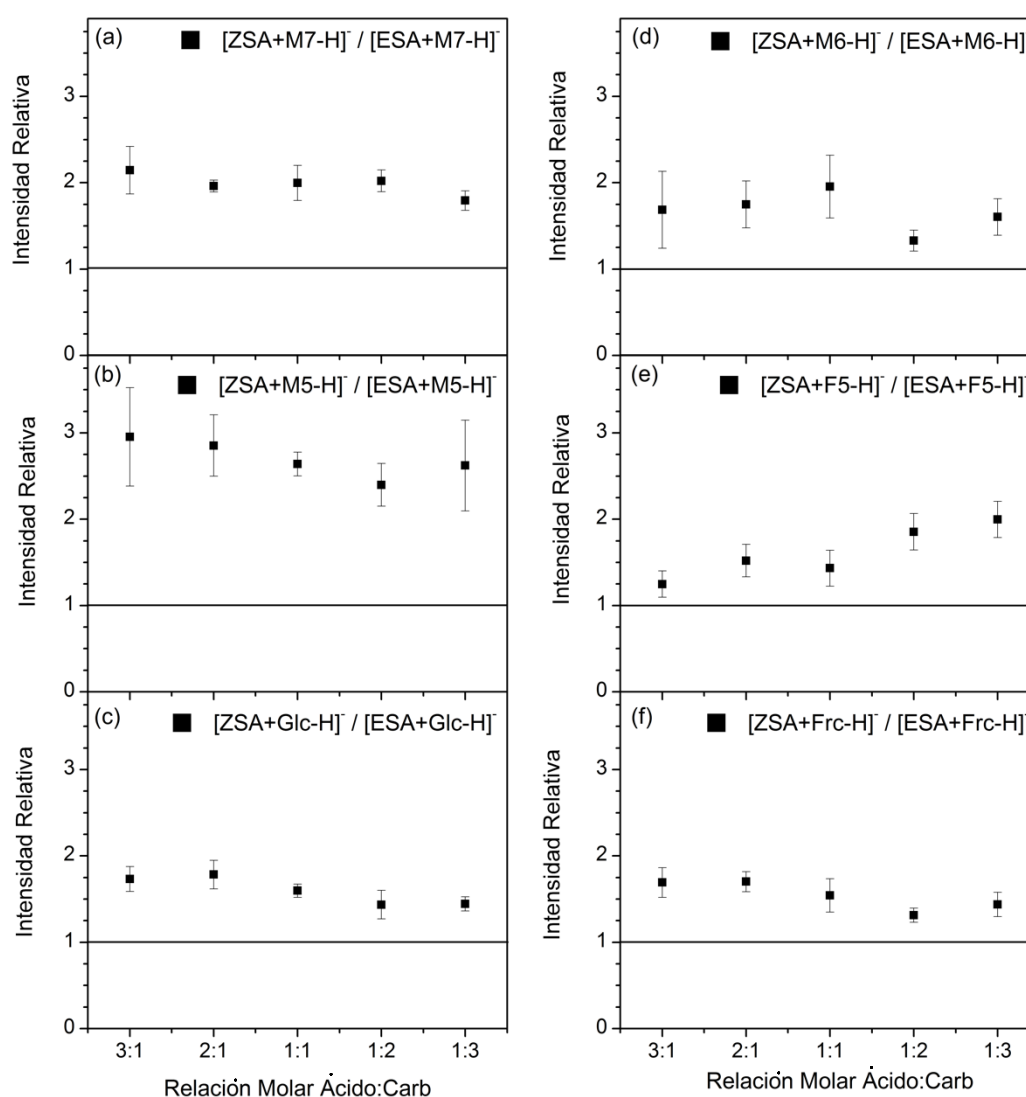 (a) ■ [ZSA+M7-H]⁻ / [ESA+M7-H]⁻
Intensidad Relativa
3
2
1
0
(b) ■ [ZSA+M5-H]⁻ / [ESA+M5-H]⁻
Intensidad Relativa
3
2
1
0
(c) ■ [ZSA+Glc-H]⁻ / [ESA+Glc-H]⁻
Intensidad Relativa
3
2
1
0
3:1 2:1 1:1 1:2 1:3
Relación Molar Ácido:Carb
(d) ■ [ZSA+M6-H]⁻ / [ESA+M6-H]
Intensidad Relativa
3
2
1
0
(e) ■ [ZSA+F5-H]⁻ / [ESA+F5-H]⁻
Intensidad Relativa
3
2
1
0
(f) ■ [ZSA+Frc-H]⁻ / [ESA+Frc-H]⁻
Intensidad Relativa
3
2
1
0
3:1 2:1 1:1 1:2 1:3
Relación Molar Ácido:Carb